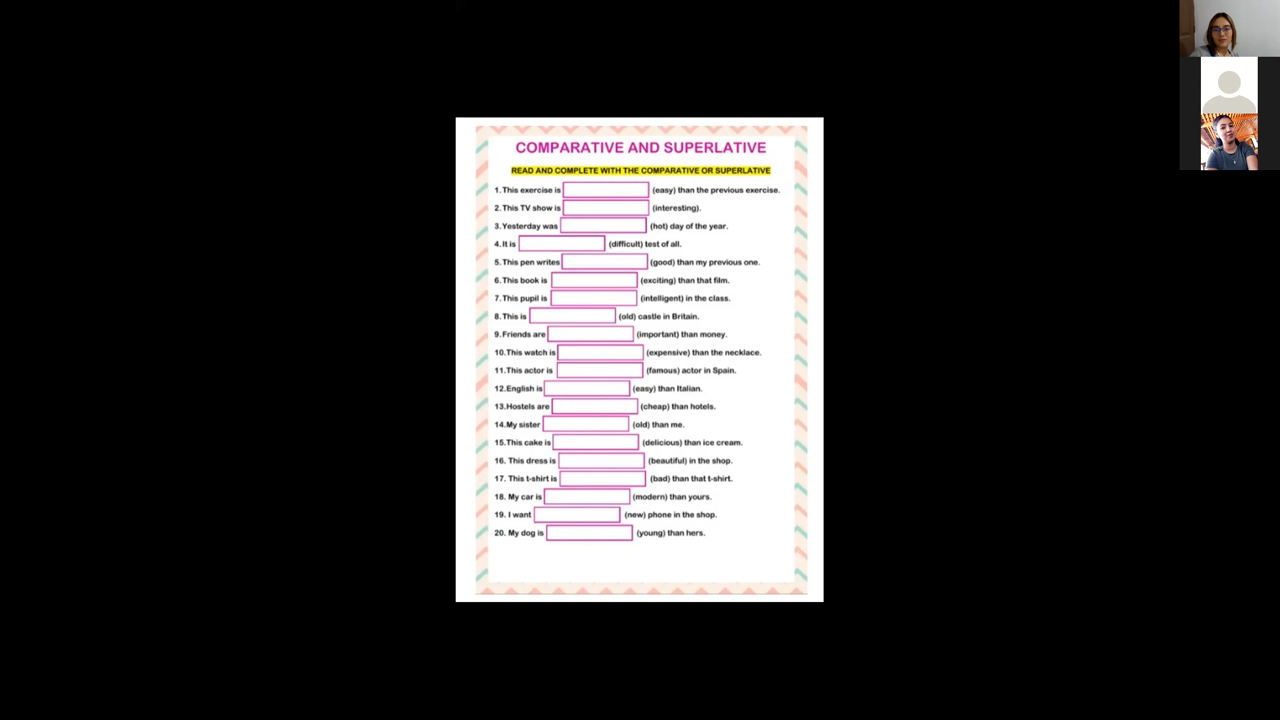 COMPARATIVE AND SUPERLATIVE
READ AND COMPLETE WITH THE COMPARATIVE OR SUPERLATIVE
1.This exercise is (easy) than the previous exercise.
2.This TV show is (interesting).
3.Yesterday was (hot) day of the year.
4.It is (difficult) test of all.
5.This pen writes (good) than my previous one.
6.This book is (exciting) than that film.
7.This pupil is (intelligent) in the class.
8.This is (old) castle in Britain.
9.Friends are (important) than money.
10.This watch is (expensive) than the necklace.
11.This actor is (famous) actor in Spain.
12.English is (easy) than Italian.
13.Hostels are (cheap) than hotels.
14.My sister (old) than me.
15.This cake is (delicious) than ice cream.
16. This dress is (beautiful) in the shop.
17. This t-shirt is (bad) than that t-shirt.
18. My car is (modern) than yours.
19. I want (new) phone in the shop.
20. My dog is (young) than hers.